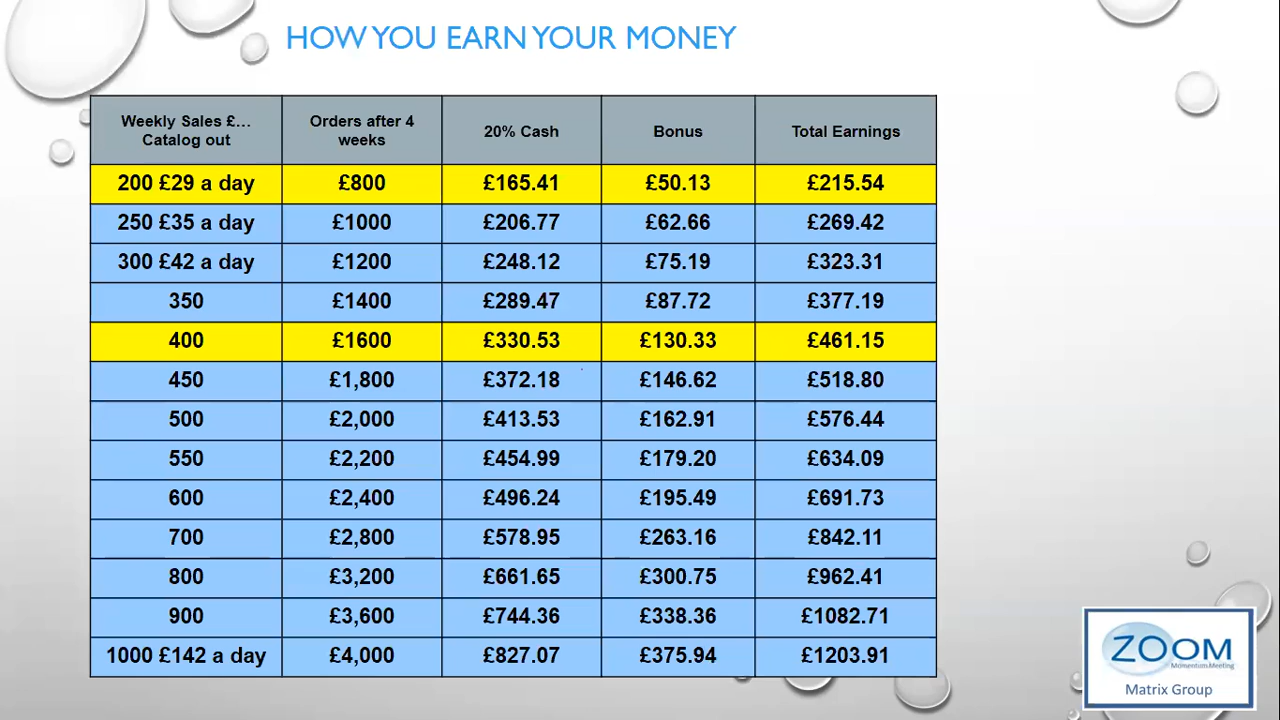 HOW YOU EARN YOUR MONEY
Weekly Sales £… Orders after 4 20% Cash Bonus Total Earnings
Catalog out weeks
200 £29 a day £800 £165.41 £50.13 £215.54
250 £35 a day £1000 £206.77 £62.66 £269.42
300 £42 a day £1200 £248.12 £75.19 £323.31
350 £1400 £289.47 £87.72 £377.19
400 £1600 £330.53 £130.33 £461.15
450 £1,800 £372.18 £146.62 £518.80
500 £2,000 £413.53 £162.91 £576.44
550 £2,200 £454.99 £179.20 £634.09
600 £2,400 £496.24 £195.49 £691.73
700 £2,800 £578.95 £263.16 £842.11
800 £3,200 £661.65 £300.75 £962.41
900 £3,600 £744.36 £338.36 £1082.71
1000 £142 a day £4,000 £827.07 £375.94 £1203.91
ZOOM
Momentum Meeting
Matrix Group